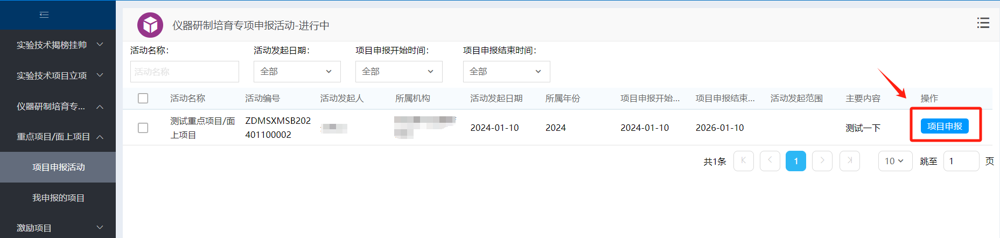 仪器研制培育专项申报活动-进行中
实验技术揭榜挂帅
实验技术项目立项
仪器研制培育专...
重点项目/面上项目
项目申报活动
我申报的项目
激励项目
活动名称:
活动发起日期:
项目申报开始时间:
项目申报结束时间:
活动名称
全部
全部
全部
活动名称 活动编号 活动发起人 所属机构 活动发起日期 所属年份 项目申报开始... 项目申报结束... 活动发起范围 主要内容 操作
测试重点项目/面
上项目
ZDMSXMSB202
401100002
2024-01-10
2024
2024-01-10
2026-01-10
测试一下
项目申报
共1条 1 10 跳至 1 页